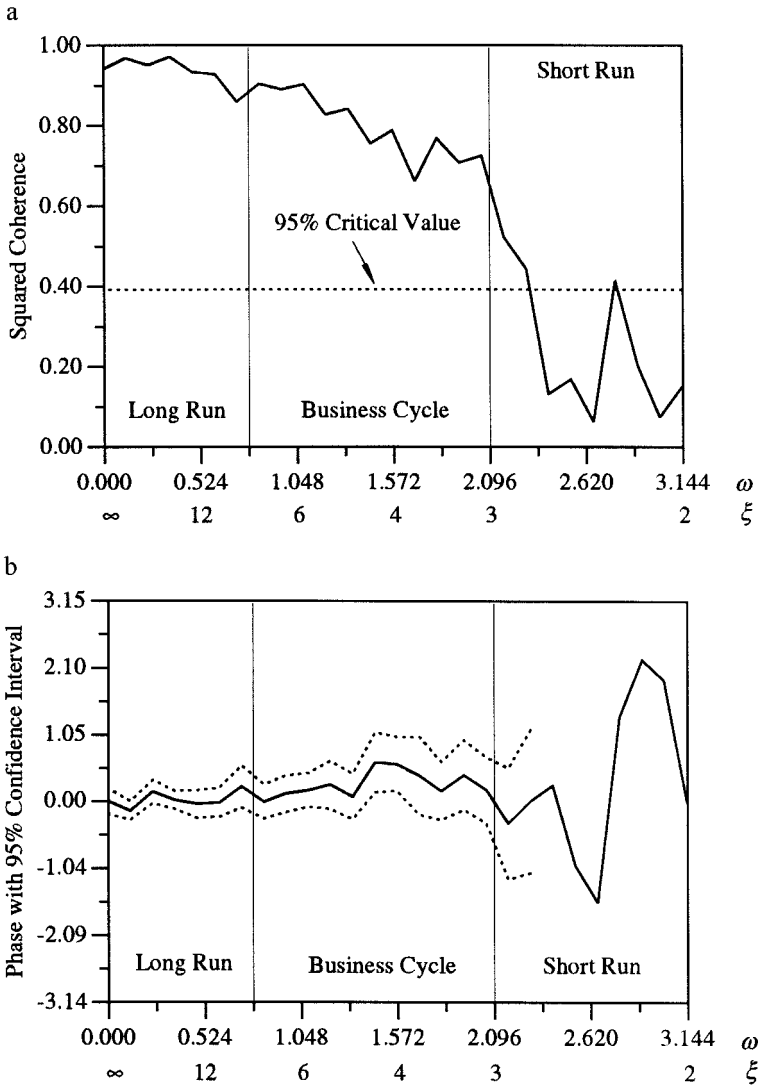 a
Squared Coherence
1.00
0.80
0.60
0.40
0.20
0.00
Short Run
95% Critical Value
Long Run
Business Cycle
0.000 0.524 1.048 1.572 2.096 2.620 3.144 ω
∞ 12 6 4 3 2 ξ
b
Phase with 95% Confidence Interval
3.15
2.10
1.05
0.00
-1.04
-2.09
-3.14
Long Run Business Cycle Short Run
0.000 0.524 1.048 1.572 2.096 2.620 3.144 ω
∞ 12 6 4 3 2 ξ